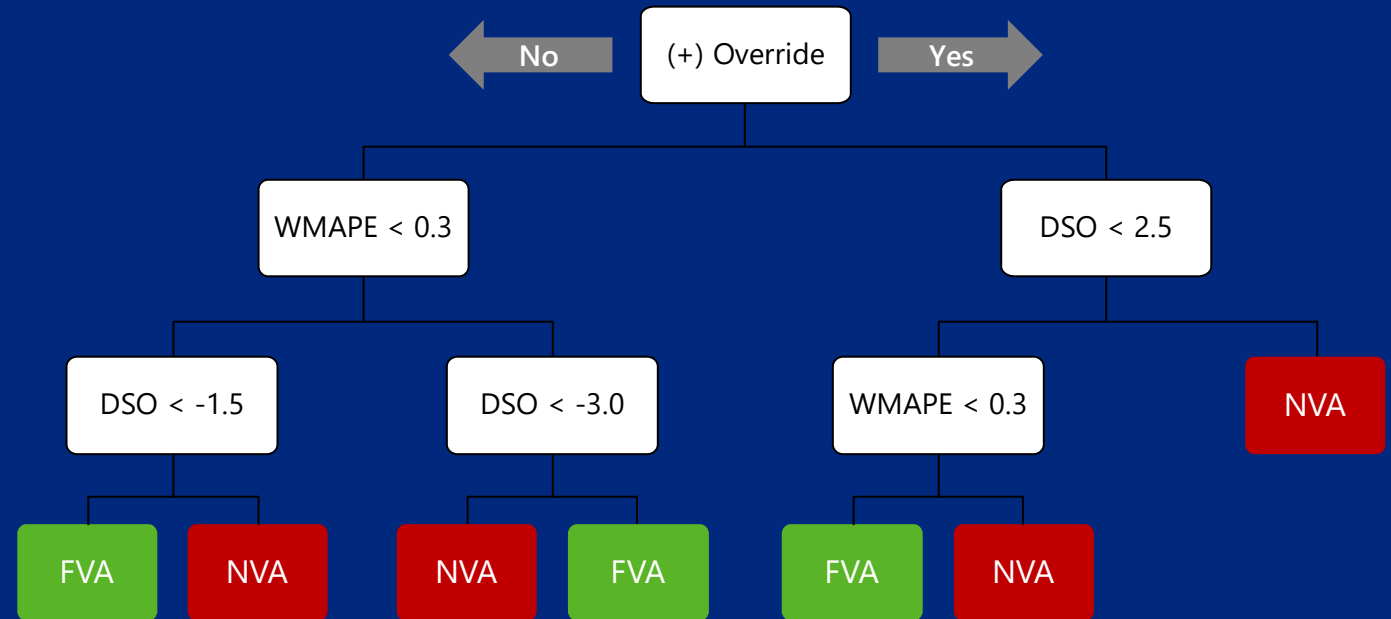 No
(+) Override
Yes
WMAPE < 0.3
DSO < 2.5
DSO < -1.5
DSO < -3.0
WMAPE < 0.3
NVA
FVA
NVA
NVA
FVA
FVA
NVA